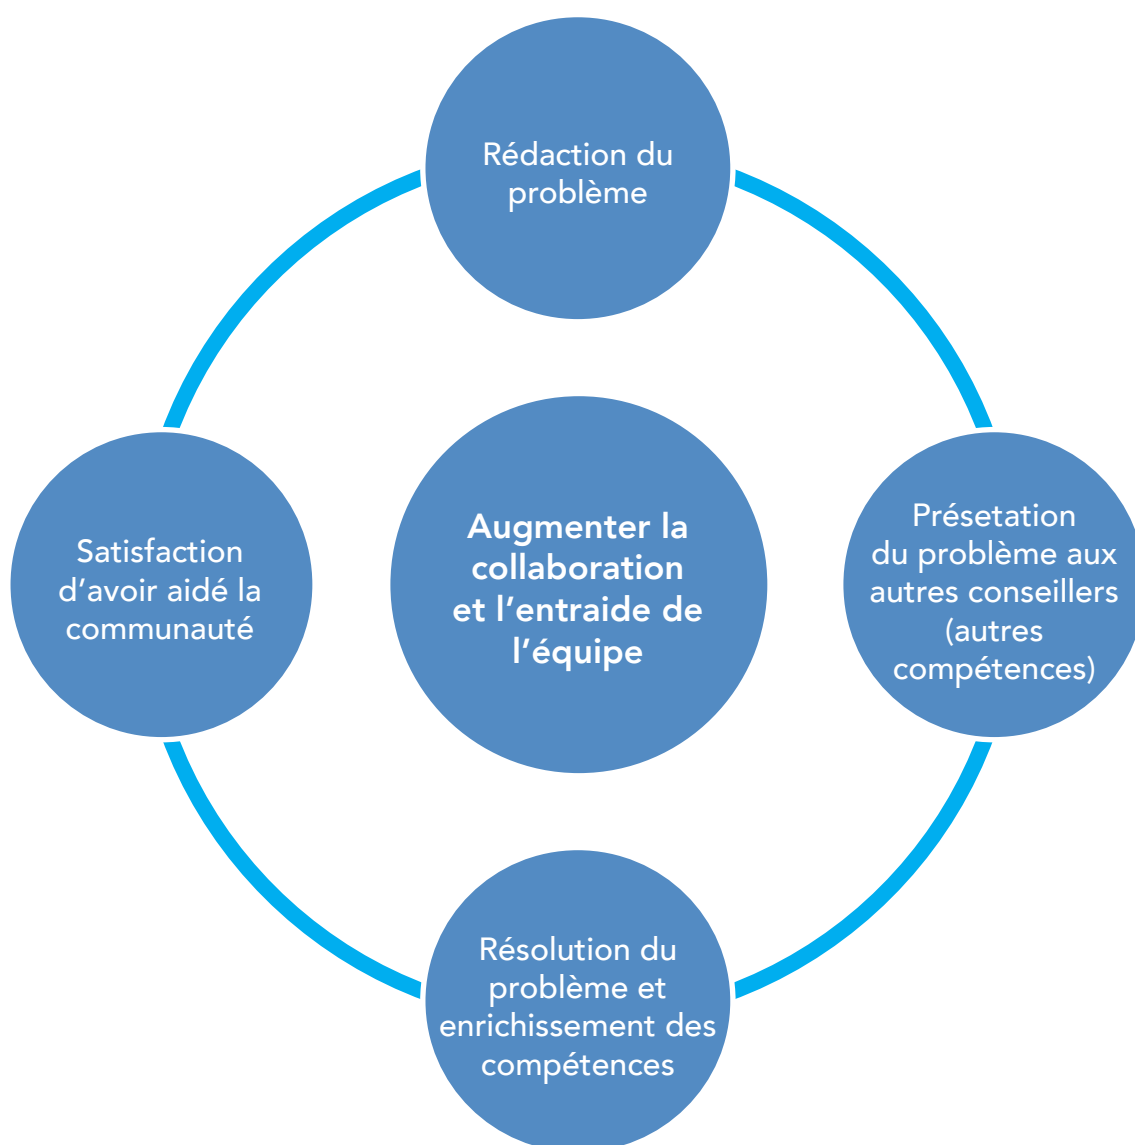 Rédaction du
problème
Présetation
du problème aux
autres conseillers
(autres
compétences)
Augmenter la
collaboration
et l’entraide de
l’équipe
Satisfaction
d’avoir aidé la
communauté
Résolution du
problème et
enrichissement des
compétences